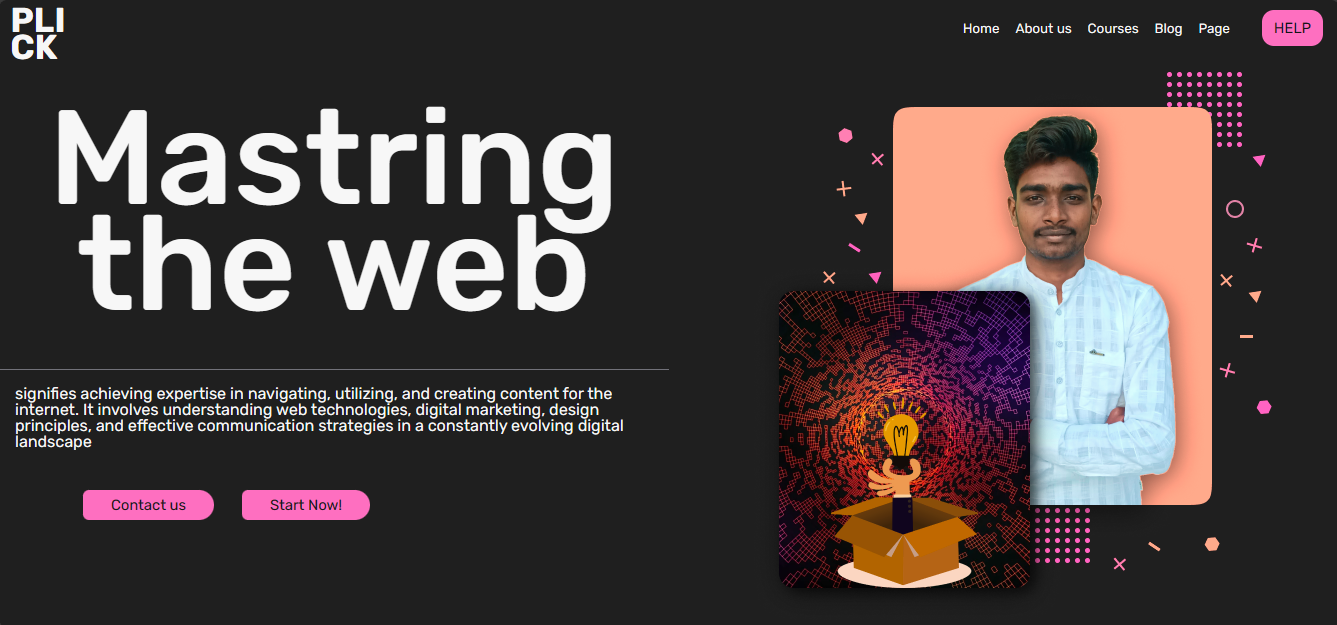 PLI
CK
Home About us Courses Blog Page HELP
Mastring
the web
signifies achieving expertise in navigating, utilizing, and creating content for the
internet. It involves understanding web technologies, digital marketing, design
principles, and effective communication strategies in a constantly evolving digital
landscape
Contact us Start Now!